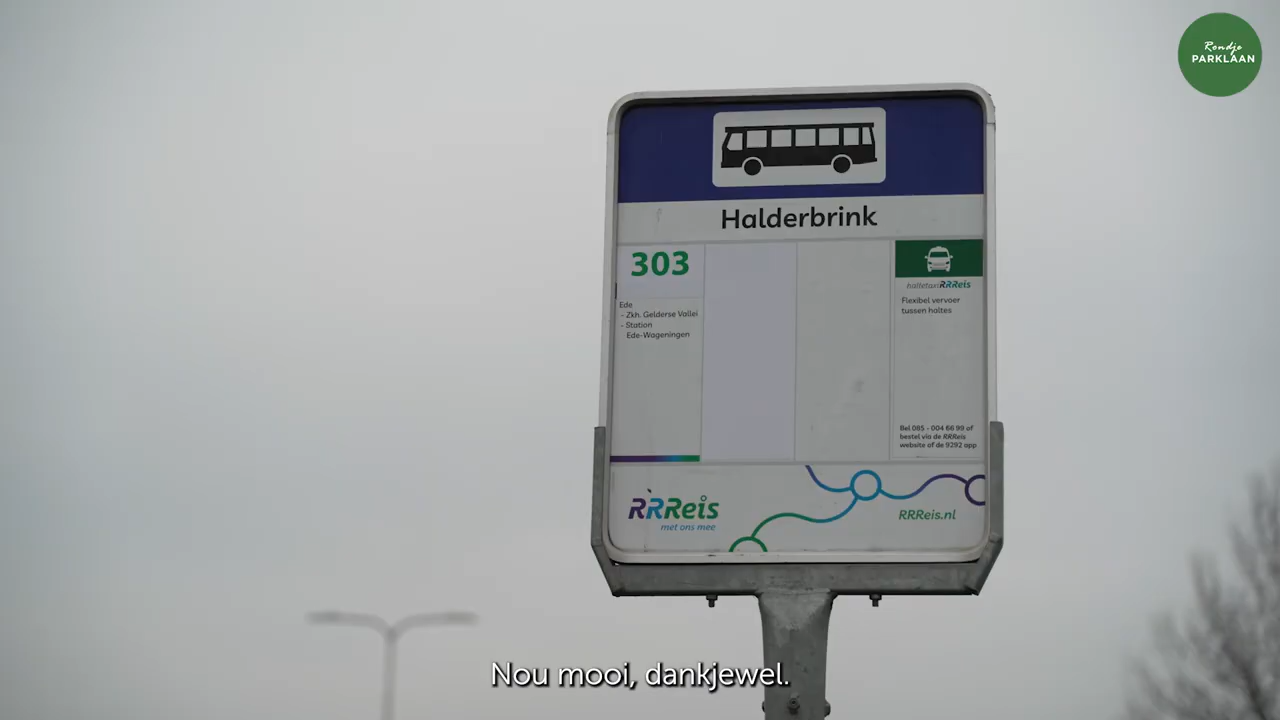 Rondje
PARKLAAN
Halderbrink
303
Ede
- Zkh. Gelderse Vallei
- Station
Ede-Wageningen
haltetaxiRRReis
Flexibel vervoer
tussen haltes
Bel 085 - 004 66 99 of
bestel via de RRReis
website of de 9292 app
RRReis
met ons mee
RRReis.nl
Nou mooi, dankjewel.